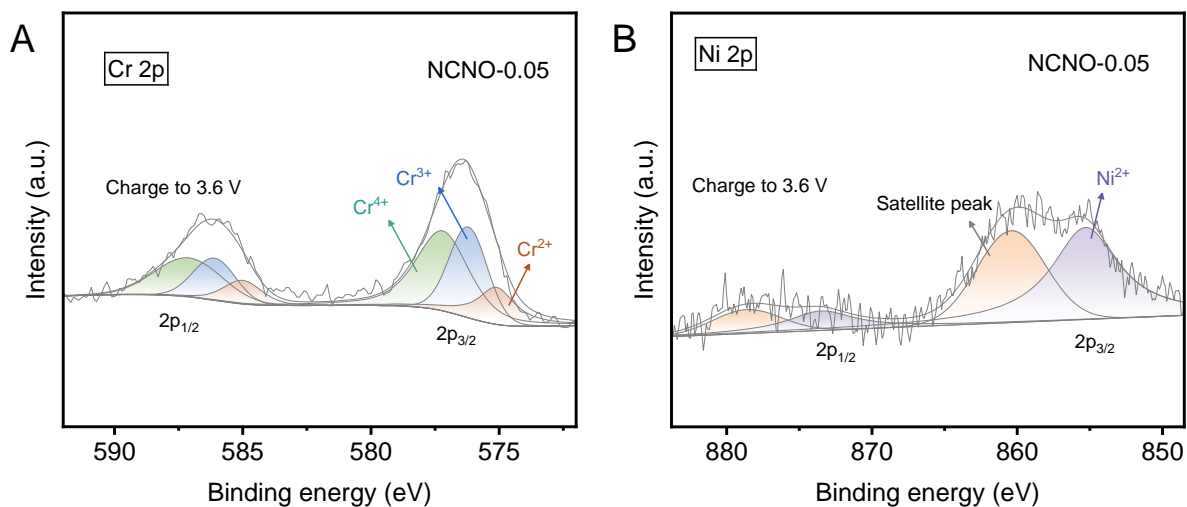 A
Cr 2p
NCNO-0.05
Charge to 3.6 V
Cr⁴⁺
Cr³⁺
Cr²⁺
2p₁/₂
2p₃/₂
Intensity (a.u.)
590
585
578
575
Binding energy (eV)
B
Ni 2p
NCNO-0.05
Charge to 3.6 V
Satellite peak
Ni²⁺
2p₁/₂
2p₃/₂
Intensity (a.u.)
880
870
860
850
Binding energy (eV)